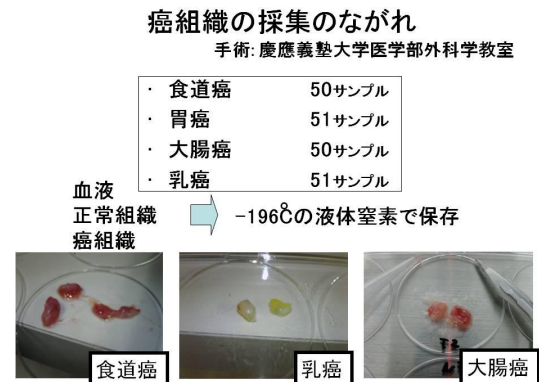 癌組織の採集のながれ
手術: 慶應義塾大学医学部外科学教室
・ 食道癌 50サンプル
・ 胃癌 51サンプル
・ 大腸癌 50サンプル
・ 乳癌 51サンプル
血液
正常組織
癌組織
-196℃の液体窒素で保存
食道癌
乳癌
大腸癌